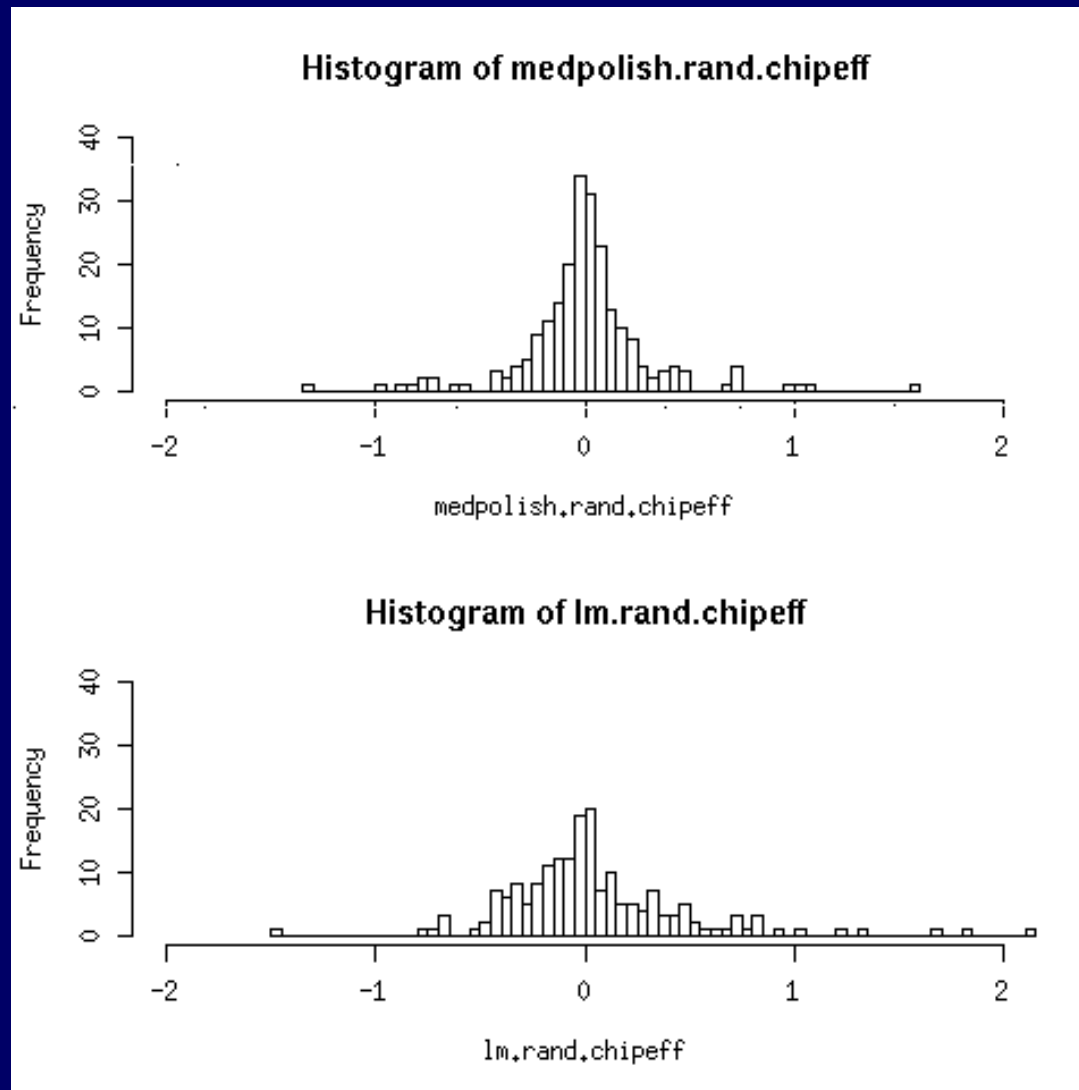 Histogram of medpolish.rand.chipeff
Frequency
40
30
20
10
0
-2 -1 0 1 2
medpolish.rand.chipeff
Histogram of lm.rand.chipeff
Frequency
40
30
20
10
0
-2 -1 0 1 2
lm.rand.chipeff